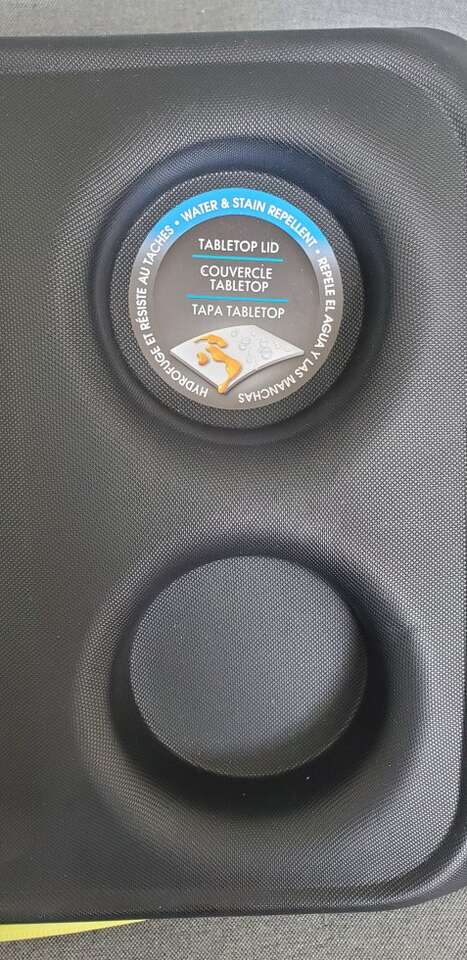 WATER & STAIN REPELLENT •
REPELE EL AGUA Y LAS MANCHAS
HYDROFUGE ET RÉSISTE AU TACHES •
TABLETOP LID
COUVERCLE
TABLETOP
TAPA TABLETOP